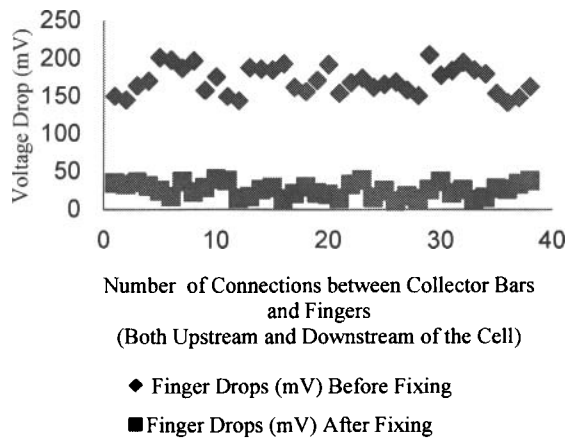 250
200
150
100
50
0
Voltage Drop (mV)
0 10 20 30 40
Number of Connections between Collector Bars
and Fingers
(Both Upstream and Downstream of the Cell)
Finger Drops (mV) Before Fixing
Finger Drops (mV) After Fixing